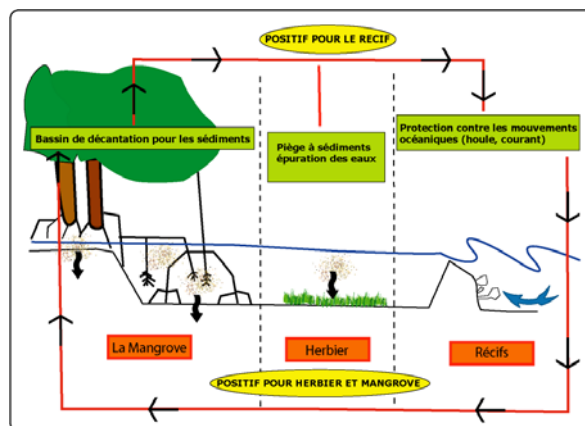 POSITIF POUR LE RECIF
Bassin de décantation pour les sédiments
Piège à sédiments
épuration des eaux
Protection contre les mouvements
océaniques (houle, courant)
La Mangrove
Herbier
Récifs
POSITIF POUR HERBIER ET MANGROVE